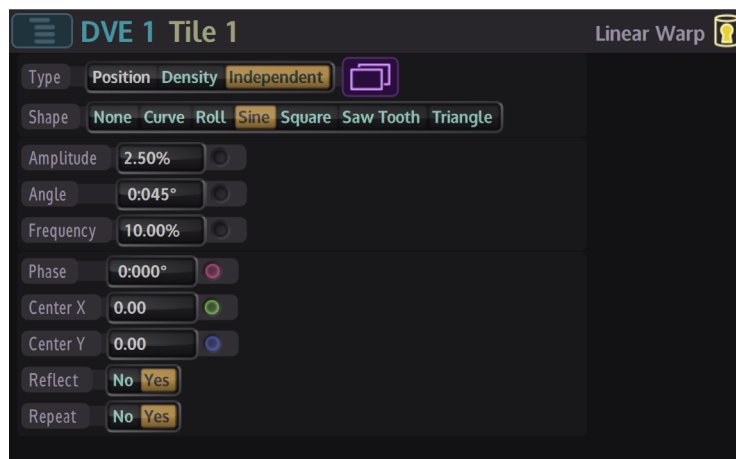 DVE 1 Tile 1 Linear Warp
Type Position Density Independent
Shape None Curve Roll Sine Square Saw Tooth Triangle
Amplitude 2.50%
Angle 0:045°
Frequency 10.00%
Phase 0:000°
Center X 0.00
Center Y 0.00
Reflect No Yes
Repeat No Yes